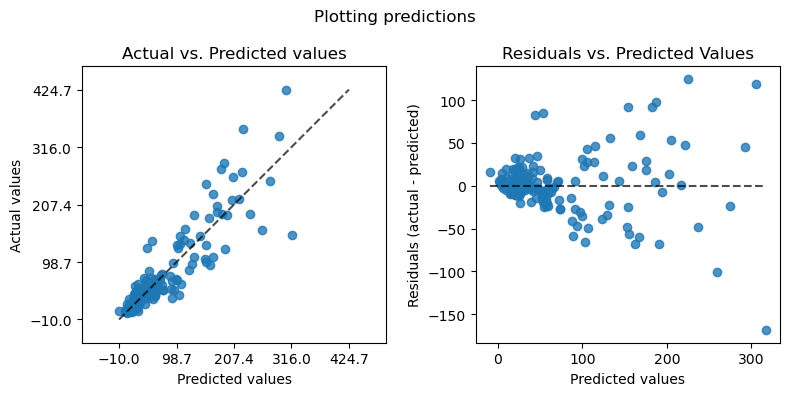 Plotting predictions
Actual vs. Predicted values
Actual values
424.7
316.0
207.4
98.7
−10.0
−10.0 98.7 207.4 316.0 424.7
Predicted values
Residuals vs. Predicted Values
Residuals (actual - predicted)
100
50
0
−50
−100
−150
0 100 200 300
Predicted values